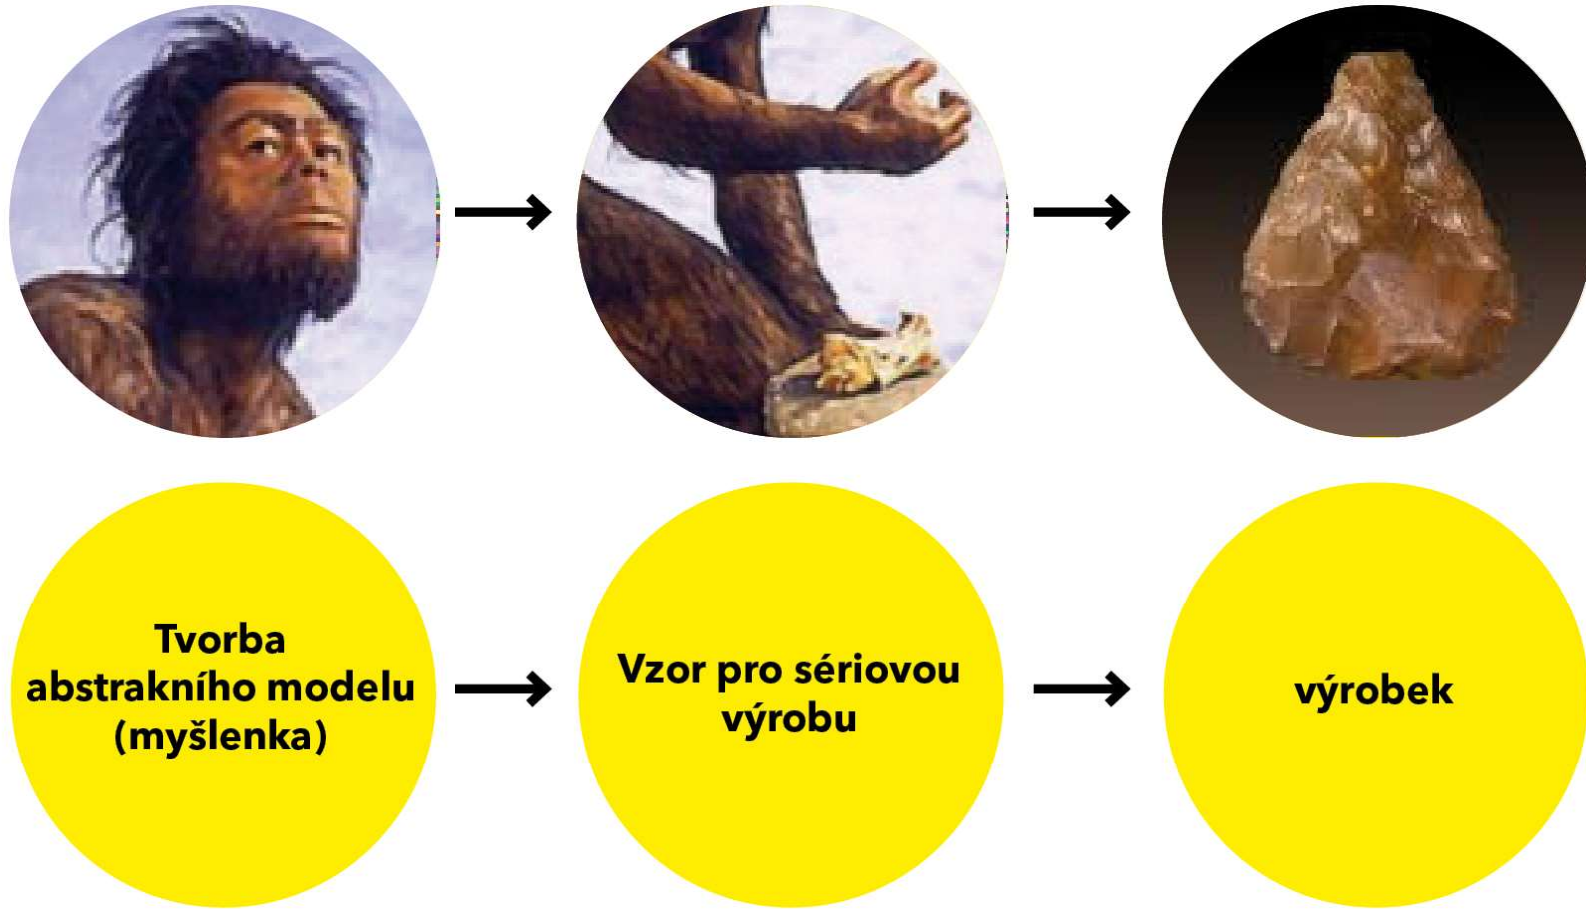 Tvorba
abstrakního modelu
(myšlenka)
Vzor pro sériovou
výrobu
výrobek